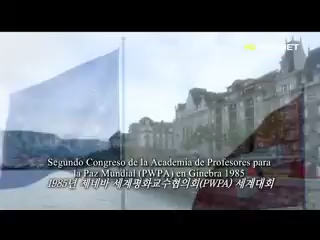 Segundo Congreso de la Academia de Profesores para
la Paz Mundial (PWPA) en Ginebra 1985
1985년 제네바 세계평화교수협의회(PWPA) 세계대회